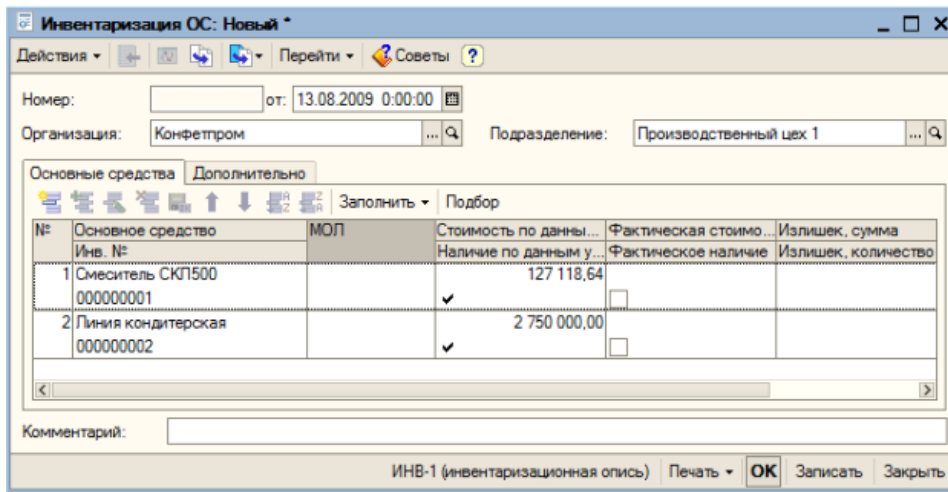 Инвентаризация ОС: Новый *
Действия Перейти Советы ?
Номер: от: 13.08.2009 0:00:00
Организация: Конфетпром ... Подразделение: Производственный цех 1 ...
Основные средства Дополнительно
Заполнить Подбор
№ Основное средство МОЛ Стоимость по данны... Фактическая стоимо... Излишек, сумма
Инв. № Наличие по данным у... Фактическое наличие Излишек, количество
1 Смеситель СКП500 127 118,64
000000001
2 Линия кондитерская 2 750 000,00
000000002
Комментарий:
ИНВ-1 (инвентаризационная опись) Печать OK Записать Закрыть